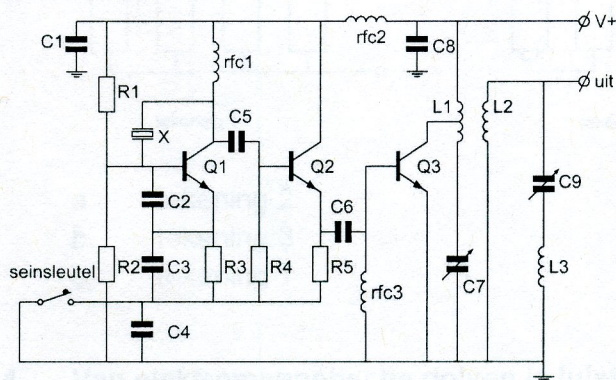 C1
rfc2
V+
C8
rfc1
R1
uit
C5
L1
L2
X
Q1
Q2
Q3
C9
C2
C6
R2
C3
R3
R4
R5
L3
seinsleutel
rfc3
C7
C4